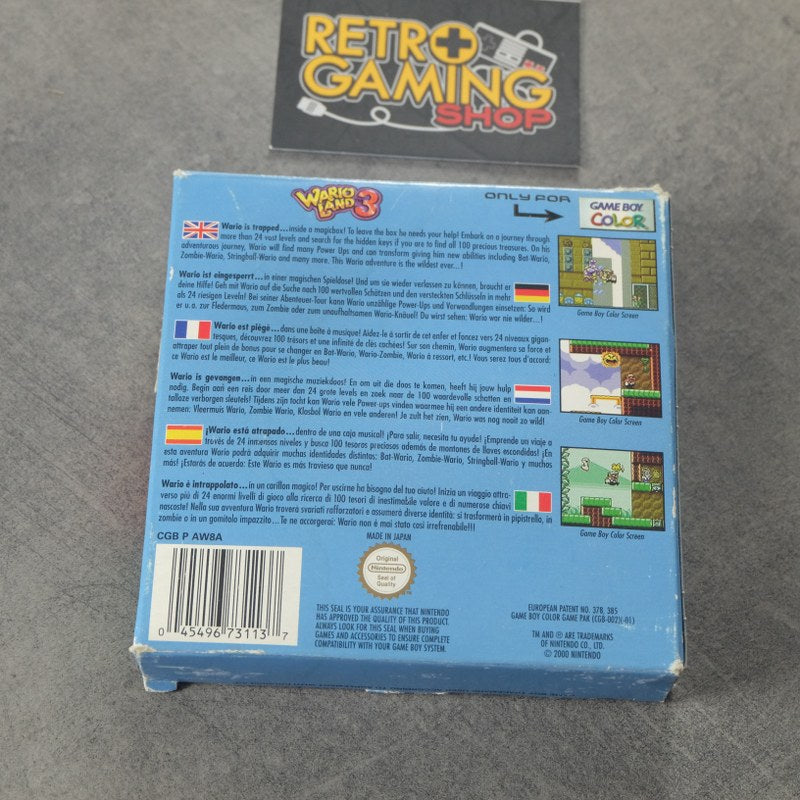 RETRO
GAMING
SHOP
WARIO
LAND 3
ONLY FOR
GAME BOY
COLOR
Wario is trapped...inside a magicbox! To leave the box he needs your help! Embark on a journey through
more than 24 vast levels and search for the hidden keys if you are to find all 100 precious treasures. On his
adventurous journey, Wario will find many Power Ups and can transform giving him new abilities including Bat-Wario,
Zombie-Wario, Stringball-Wario and many more. This Wario adventure is the wildest ever...!
Game Boy Color Screen
Wario ist eingesperrt...in einer magischen Spieldose! Und um sie wieder verlassen zu können, braucht er
deine Hilfe! Geh mit Wario auf die Suche nach 100 wertvollen Schätzen und den versteckten Schlüsseln in mehr
als 24 riesigen Leveln! Bei seiner Abenteuer-Tour kann Wario unzählige Power-Ups und Verwandlungen einsetzen: So wird
er u.a. zur Fledermaus, zum Zombie oder zum unaufhaltsamen Wario-Knäuel! Du wirst sehen: Wario war nie wilder...!
Wario est piégé...dans une boîte à musique! Aidez-le à sortir de cet enfer et foncez vers 24 niveaux gigan-
tesques, découvrez 100 trésors et une infinité de clés cachées! Sur son chemin, Wario augmentera sa force et
attraper tout plein de bonus pour se changer en Bat-Wario, Wario-Zombie, Wario à ressort, etc.! Vous serez tous d'accord:
ce Wario est le meilleur, ce Wario est le plus beau!
Game Boy Color Screen
Wario is gevangen...in een magische muziekdoos! En om uit die doos te komen, heeft hij jouw hulp
nodig. Begin aan een reis door meer dan 24 grote levels en zoek naar de 100 waardevolle schatten en
talloze verborgen sleutels! Tijdens zijn tocht kan Wario vele Power-ups vinden waarmee hij een andere identiteit kan aan-
nemen: Vleermuis Wario, Zombie Wario, Klosbol Wario en vele anderen! Je zult het zien, Wario was nog nooit zo wild!
¡Wario está atrapado...dentro de una caja musical! ¡Para salir, necesita tu ayuda! ¡Emprende un viaje a
través de 24 inmensos niveles y busca 100 tesoros preciosos además de montones de llaves escondidas! ¡En
esta aventura Wario podrá adquirir muchas identidades distintas: Bat-Wario, Zombie-Wario, Stringball-Wario y muchas
más! ¡Estarás de acuerdo: Este Wario es más travieso que nunca!
Wario è intrappolato...in un carillon magico! Per uscirne ha bisogno del tuo aiuto! Inizia un viaggio attra-
verso più di 24 enormi livelli di gioco alla ricerca di 100 tesori di inestimabile valore e di numerose chiavi
nascoste! Nella sua avventura Wario troverà svariati rafforzatori e assumerà diverse identità: si trasformerà in pipistrello, in
zombie o in un gomitolo impazzito...Te ne accorgerai: Wario non è mai stato così irrefrenabile!!!
Game Boy Color Screen
CGB P AW8A
MADE IN JAPAN
Original
Nintendo
Seal of
Quality
0 45496 73113 7
THIS SEAL IS YOUR ASSURANCE THAT NINTENDO
HAS APPROVED THE QUALITY OF THIS PRODUCT.
ALWAYS LOOK FOR THIS SEAL WHEN BUYING
GAMES AND ACCESSORIES TO ENSURE COMPLETE
COMPATIBILITY WITH YOUR GAME BOY SYSTEM.
EUROPEAN PATENT NO. 378, 385
GAME BOY COLOR GAME PAK (CGB-002N-01)
TM AND ® ARE TRADEMARKS
OF NINTENDO CO., LTD.
© 2000 NINTENDO